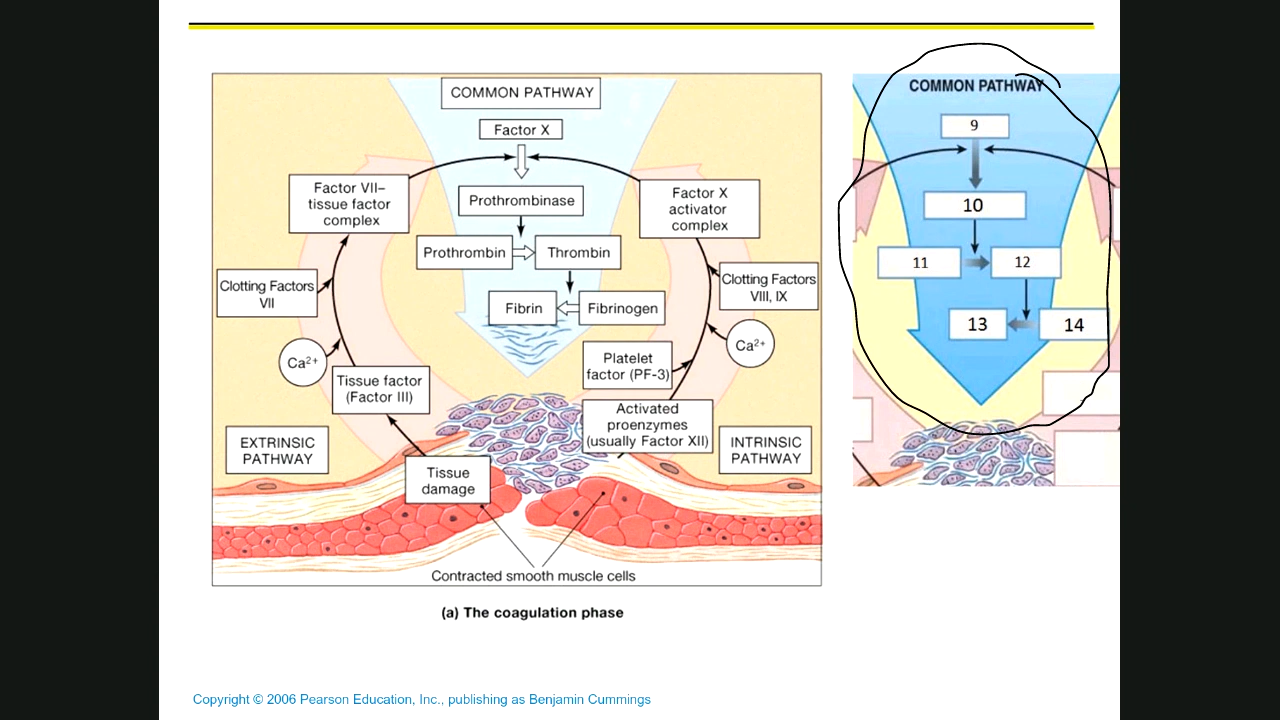 COMMON PATHWAY
Factor X
Factor VII–
tissue factor
complex
Prothrombinase
Factor X
activator
complex
Prothrombin
Thrombin
Clotting Factors
VII
Clotting Factors
VIII, IX
Fibrin
Fibrinogen
Ca²⁺
Ca²⁺
Platelet
factor (PF-3)
Tissue factor
(Factor III)
Activated
proenzymes
(usually Factor XII)
EXTRINSIC
PATHWAY
INTRINSIC
PATHWAY
Tissue
damage
Contracted smooth muscle cells
(a) The coagulation phase
COMMON PATHWAY
9
10
11
12
13
14
Copyright © 2006 Pearson Education, Inc., publishing as Benjamin Cummings